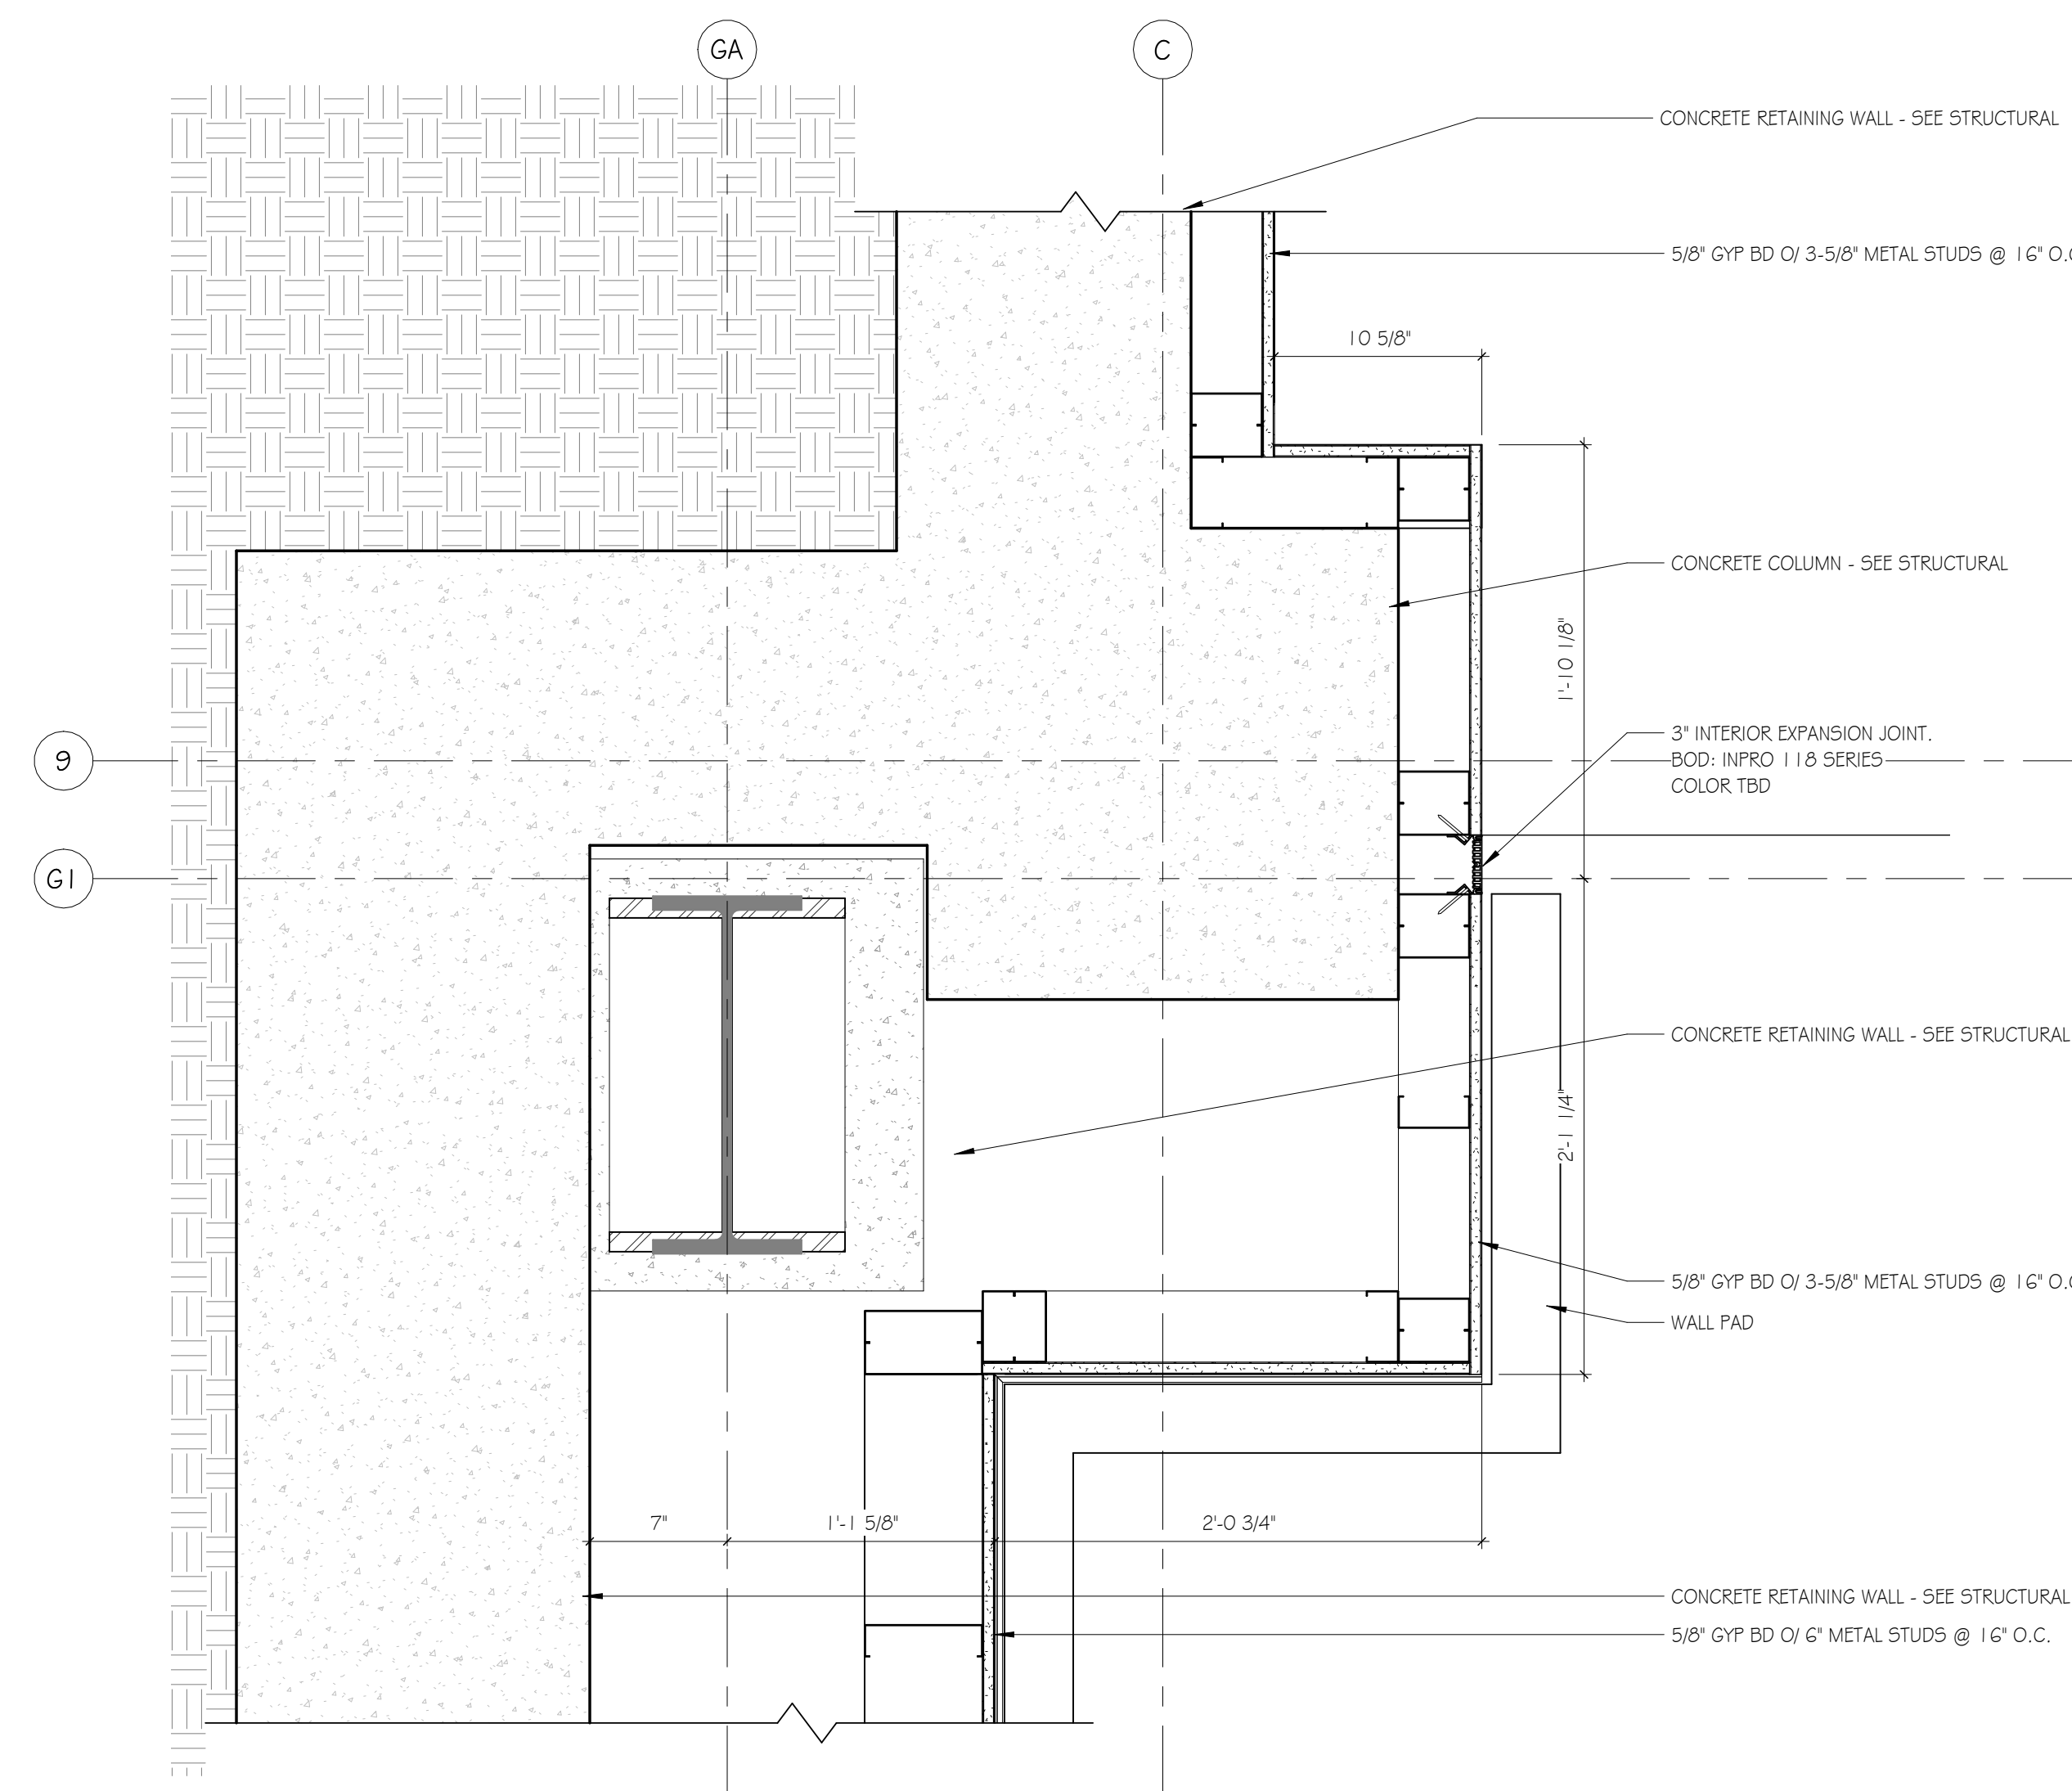 GA
C
CONCRETE RETAINING WALL - SEE STRUCTURAL
5/8" GYP BD O/ 3-5/8" METAL STUDS @ 16" O.C
10 5/8"
CONCRETE COLUMN - SEE STRUCTURAL
1'-10 1/8"
9
3" INTERIOR EXPANSION JOINT.
BOD: INPRO 118 SERIES
COLOR TBD
G1
CONCRETE RETAINING WALL - SEE STRUCTURAL
2'-1 1/4"
5/8" GYP BD O/ 3-5/8" METAL STUDS @ 16" O.C
WALL PAD
7"
1'-1 5/8"
2'-0 3/4"
CONCRETE RETAINING WALL - SEE STRUCTURAL
5/8" GYP BD O/ 6" METAL STUDS @ 16" O.C.